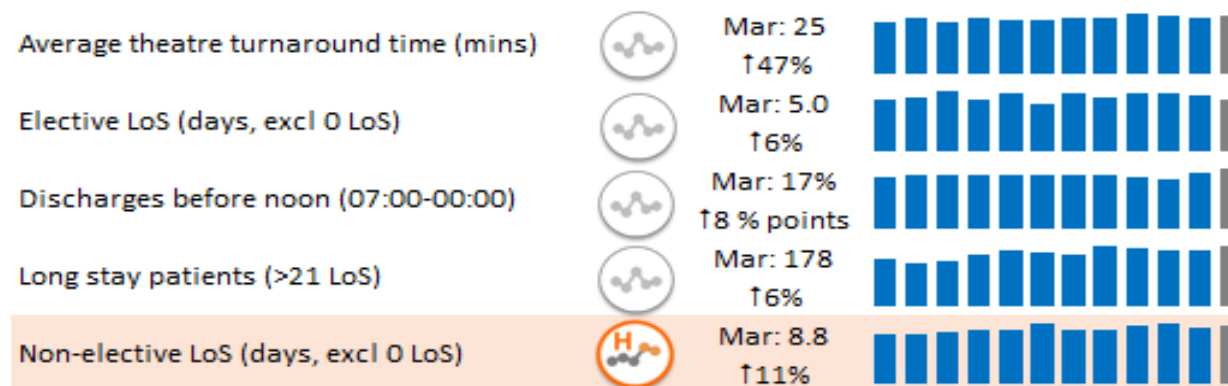 Average theatre turnaround time (mins)
Mar: 25
↑47%
Elective LoS (days, excl 0 LoS)
Mar: 5.0
↑6%
Discharges before noon (07:00-00:00)
Mar: 17%
↑8 % points
Long stay patients (>21 LoS)
Mar: 178
↑6%
Non-elective LoS (days, excl 0 LoS)
H
Mar: 8.8
↑11%